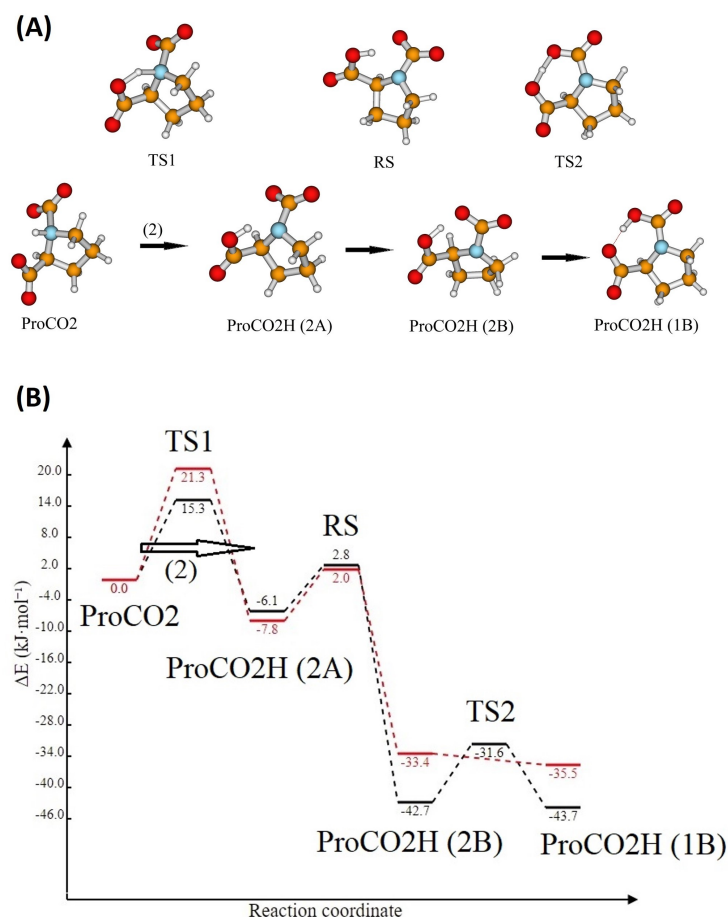 (A)
TS1
RS
TS2
(2)
ProCO2
ProCO2H (2A)
ProCO2H (2B)
ProCO2H (1B)
(B)
ΔE (kJ·mol⁻¹)
20.0
14.0
8.0
2.0
-4.0
-10.0
-16.0
-22.0
-28.0
-34.0
-40.0
-46.0
TS1
21.3
15.3
RS
2.8
2.0
(2)
0.0
ProCO2
-6.1
-7.8
ProCO2H (2A)
TS2
-31.6
-33.4
-35.5
-42.7
-43.7
ProCO2H (2B)
ProCO2H (1B)
Reaction coordinate